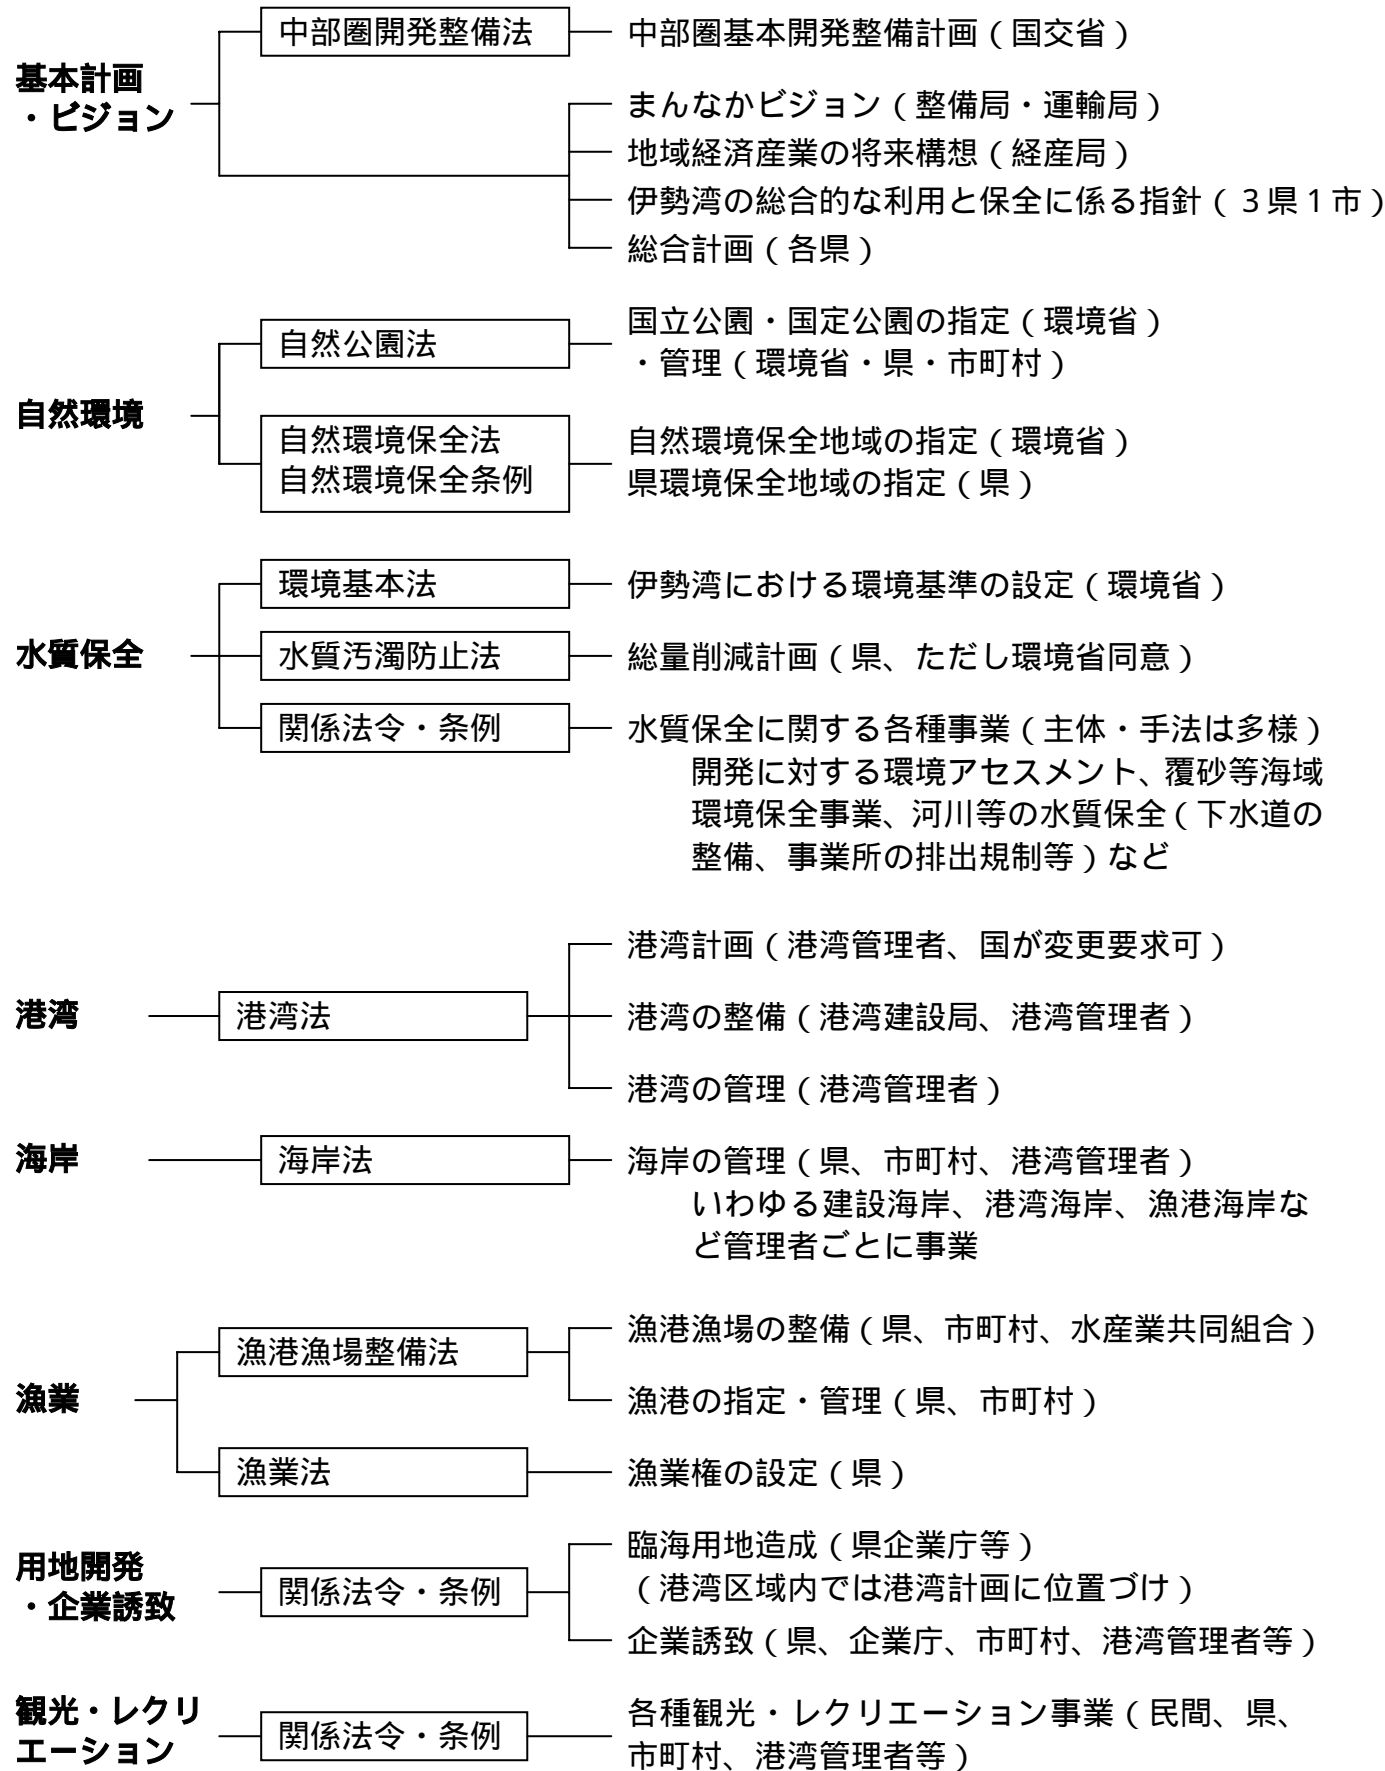 中部圏開発整備法
中部圏基本開発整備計画（国交省）
基本計画
・ビジョン
まんなかビジョン（整備局・運輸局）
地域経済産業の将来構想（経産局）
伊勢湾の総合的な利用と保全に係る指針（３県１市）
総合計画（各県）
自然環境
自然公園法
国立公園・国定公園の指定（環境省）
・管理（環境省・県・市町村）
自然環境保全法
自然環境保全条例
自然環境保全地域の指定（環境省）
県環境保全地域の指定（県）
水質保全
環境基本法
伊勢湾における環境基準の設定（環境省）
水質汚濁防止法
総量削減計画（県、ただし環境省同意）
関係法令・条例
水質保全に関する各種事業（主体・手法は多様）
開発に対する環境アセスメント、覆砂等海域
環境保全事業、河川等の水質保全（下水道の
整備、事業所の排出規制等）など
港湾
港湾法
港湾計画（港湾管理者、国が変更要求可）
港湾の整備（港湾建設局、港湾管理者）
港湾の管理（港湾管理者）
海岸
海岸法
海岸の管理（県、市町村、港湾管理者）
いわゆる建設海岸、港湾海岸、漁港海岸な
ど管理者ごとに事業
漁業
漁港漁場整備法
漁港漁場の整備（県、市町村、水産業共同組合）
漁港の指定・管理（県、市町村）
漁業法
漁業権の設定（県）
用地開発
・企業誘致
関係法令・条例
臨海用地造成（県企業庁等）
（港湾区域内では港湾計画に位置づけ）
企業誘致（県、企業庁、市町村、港湾管理者等）
観光・レクリ
エーション
関係法令・条例
各種観光・レクリエーション事業（民間、県、
市町村、港湾管理者等）